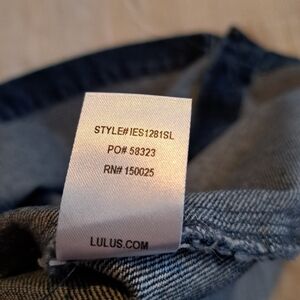 STYLE#IES1281SL
PO# 58323
RN# 150025
LULUS.COM